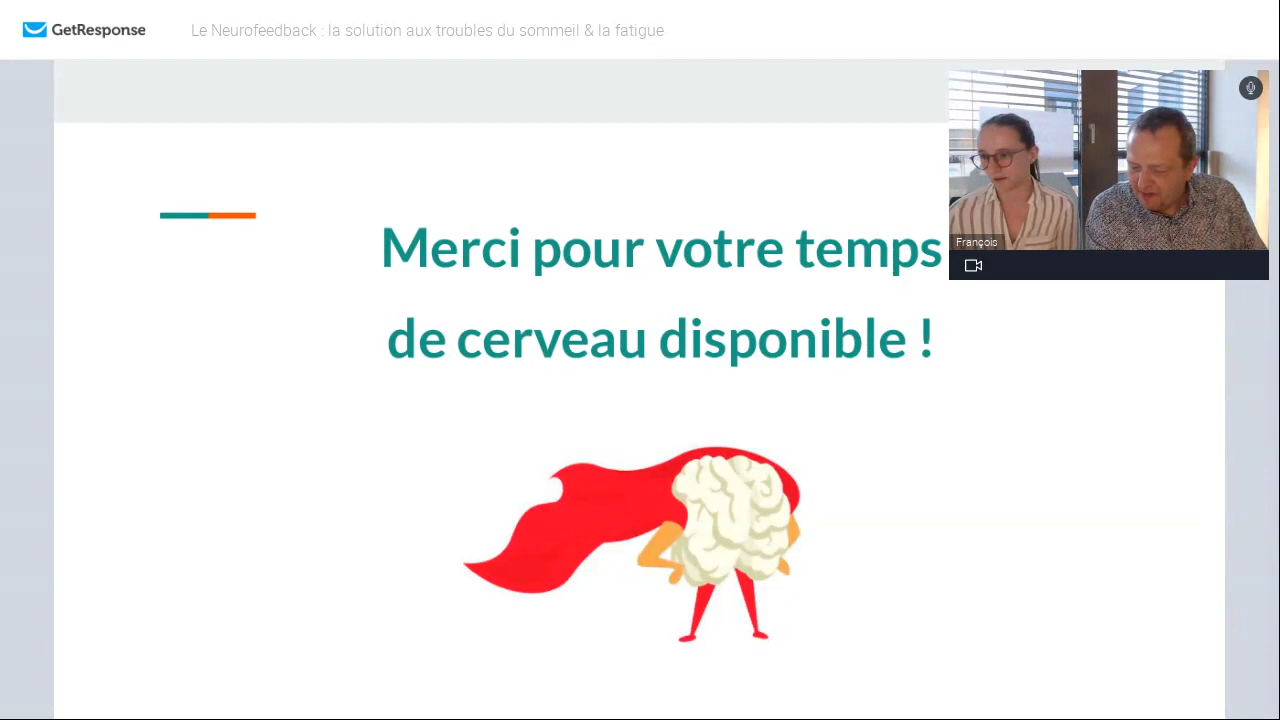 GetResponse
Le Neurofeedback : la solution aux troubles du sommeil & la fatigue
Merci pour votre temps
de cerveau disponible !
François